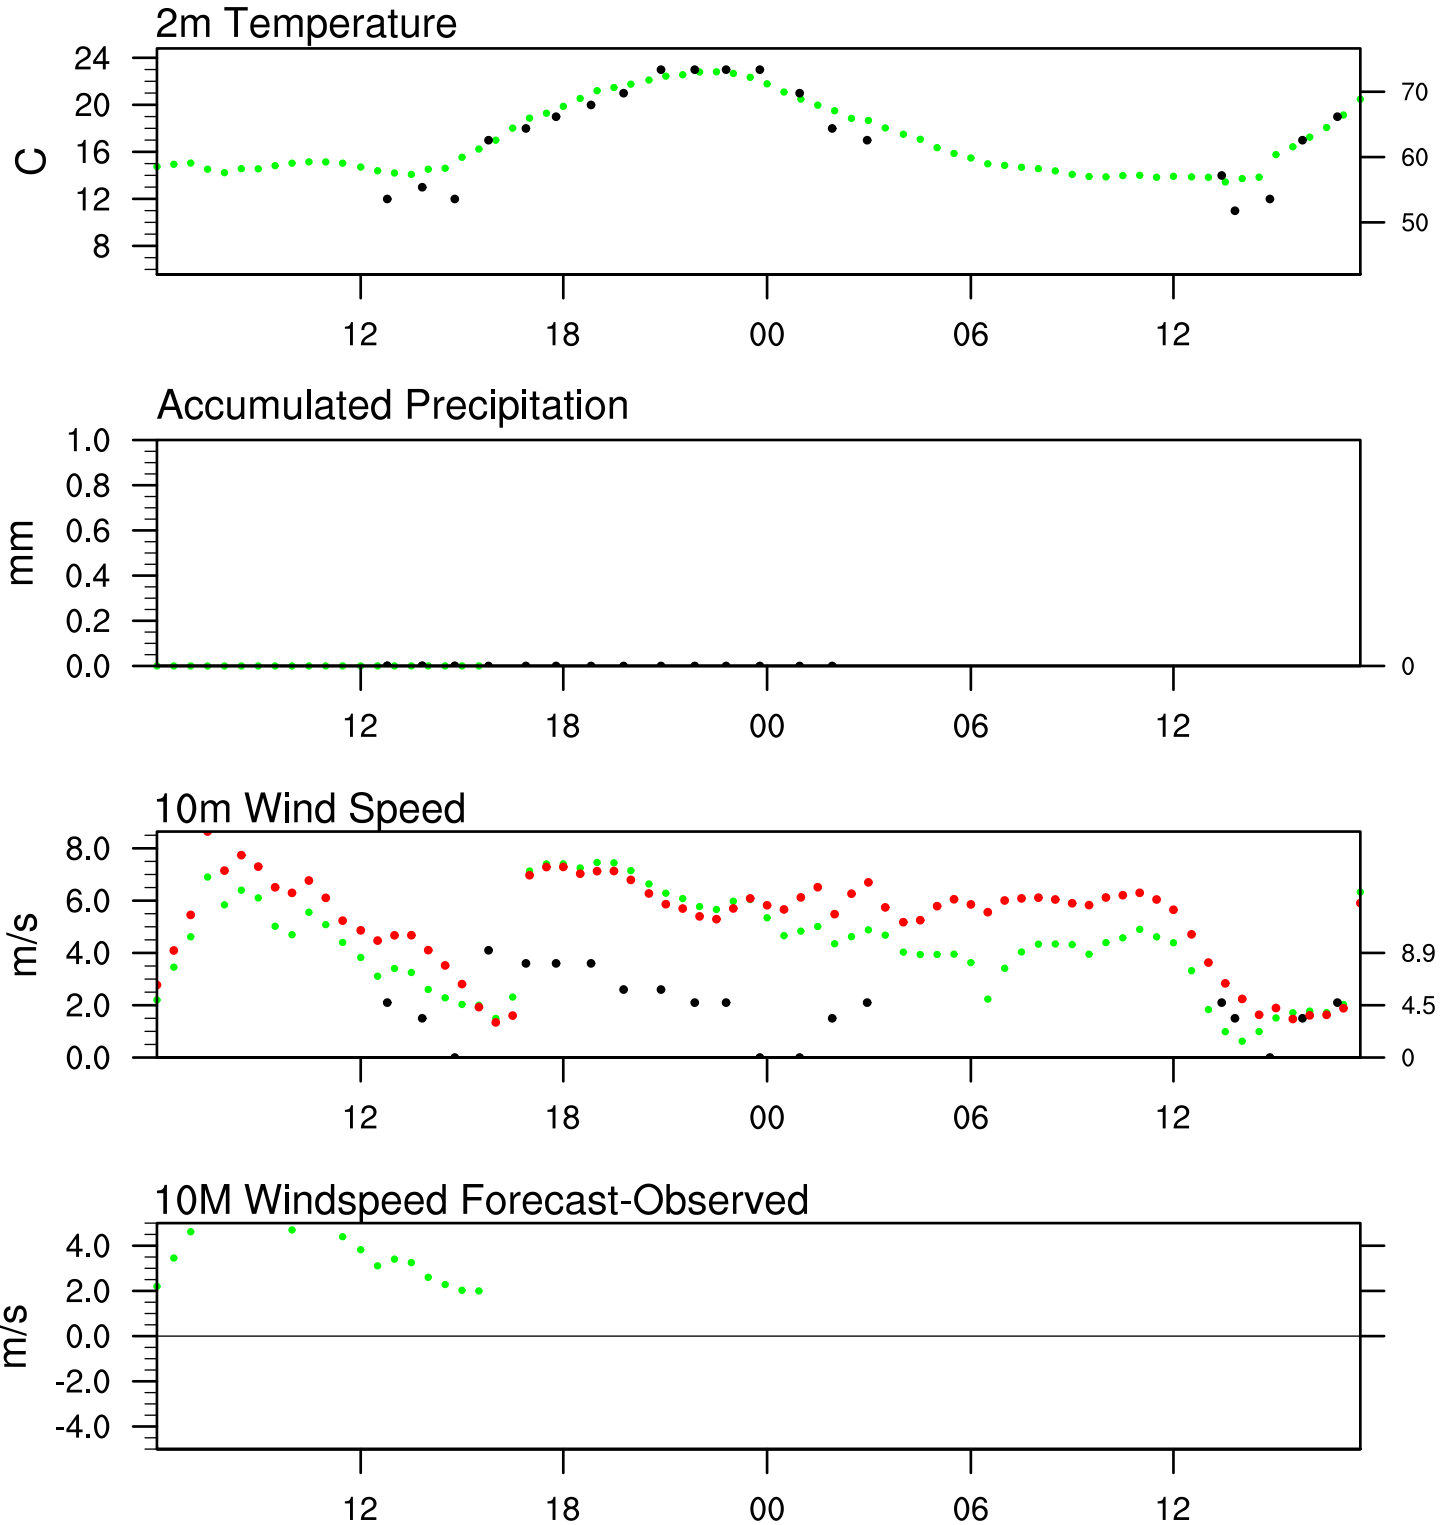 2m Temperature
24
20
16
12
8
C
70
60
50
12 18 00 06 12
Accumulated Precipitation
1.0
0.8
0.6
0.4
0.2
0.0
mm
0
12 18 00 06 12
10m Wind Speed
8.0
6.0
4.0
2.0
0.0
m/s
8.9
4.5
0
12 18 00 06 12
10M Windspeed Forecast-Observed
4.0
2.0
0.0
-2.0
-4.0
m/s
12 18 00 06 12